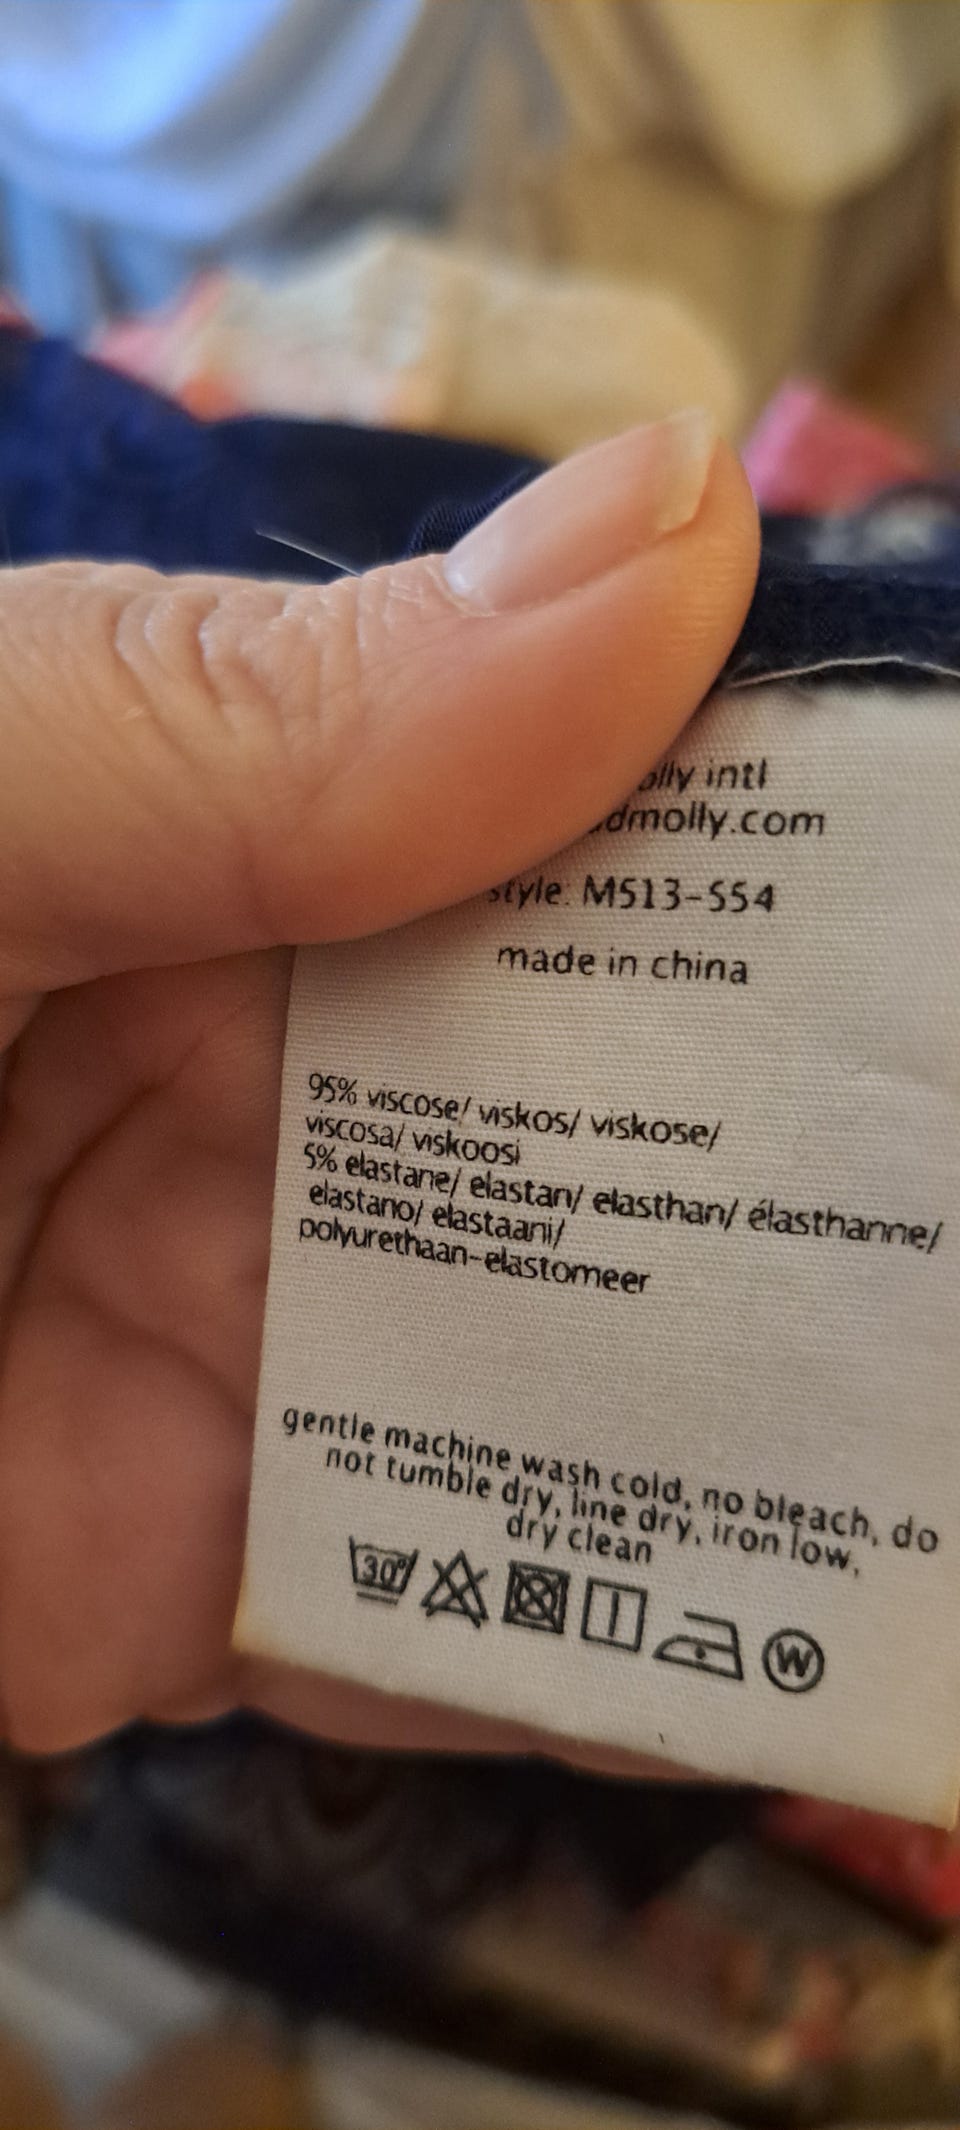 olly intl
dmolly.com
style: M513-554
made in china
95% viscose/ viskos/ viskose/
viscosa/ viskoosi
5% elastane/ elastan/ elasthan/ élasthanne/
elastano/ elastaani/
polyurethaan-elastomeer
gentle machine wash cold, no bleach, do
not tumble dry, line dry, iron low,
dry clean
30° W